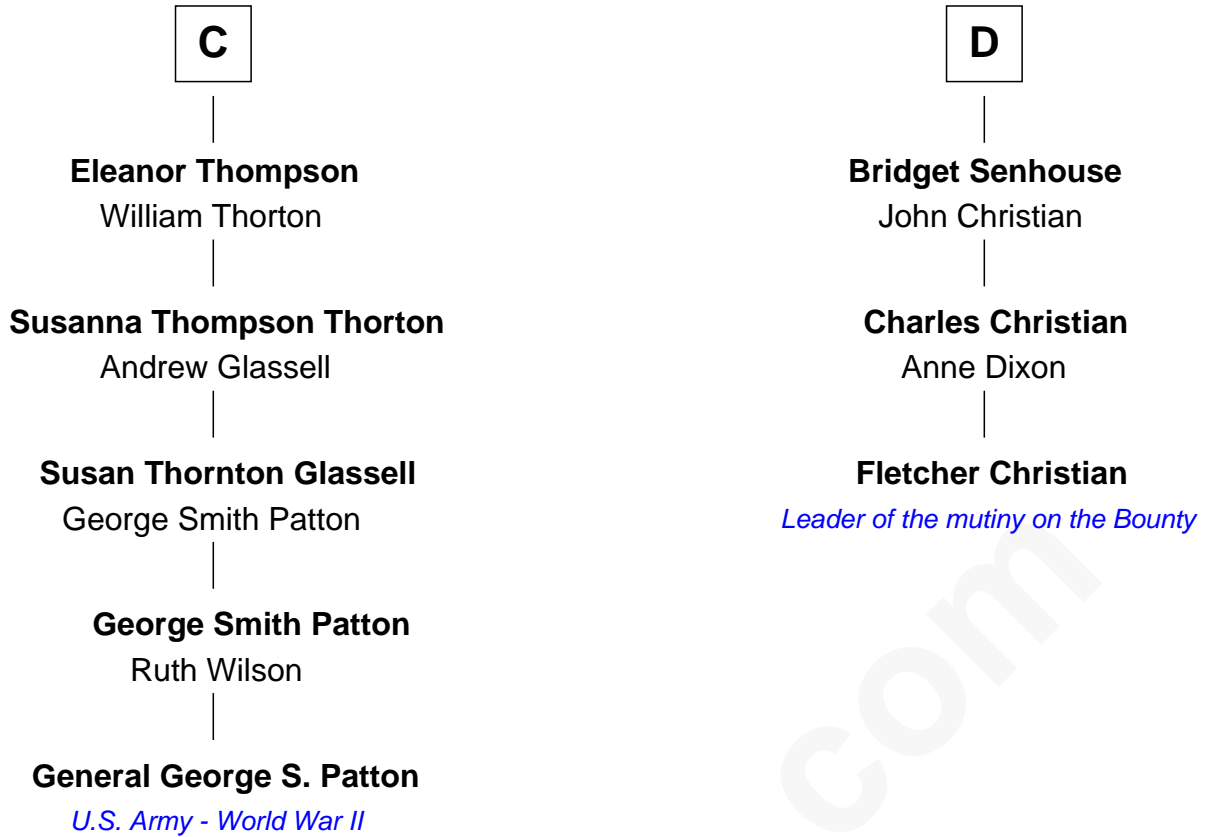 C
Eleanor Thompson
William Thorton
Susanna Thompson Thorton
Andrew Glassell
Susan Thornton Glassell
George Smith Patton
George Smith Patton
Ruth Wilson
General George S. Patton
U.S. Army - World War II
D
Bridget Senhouse
John Christian
Charles Christian
Anne Dixon
Fletcher Christian
Leader of the mutiny on the Bounty
com